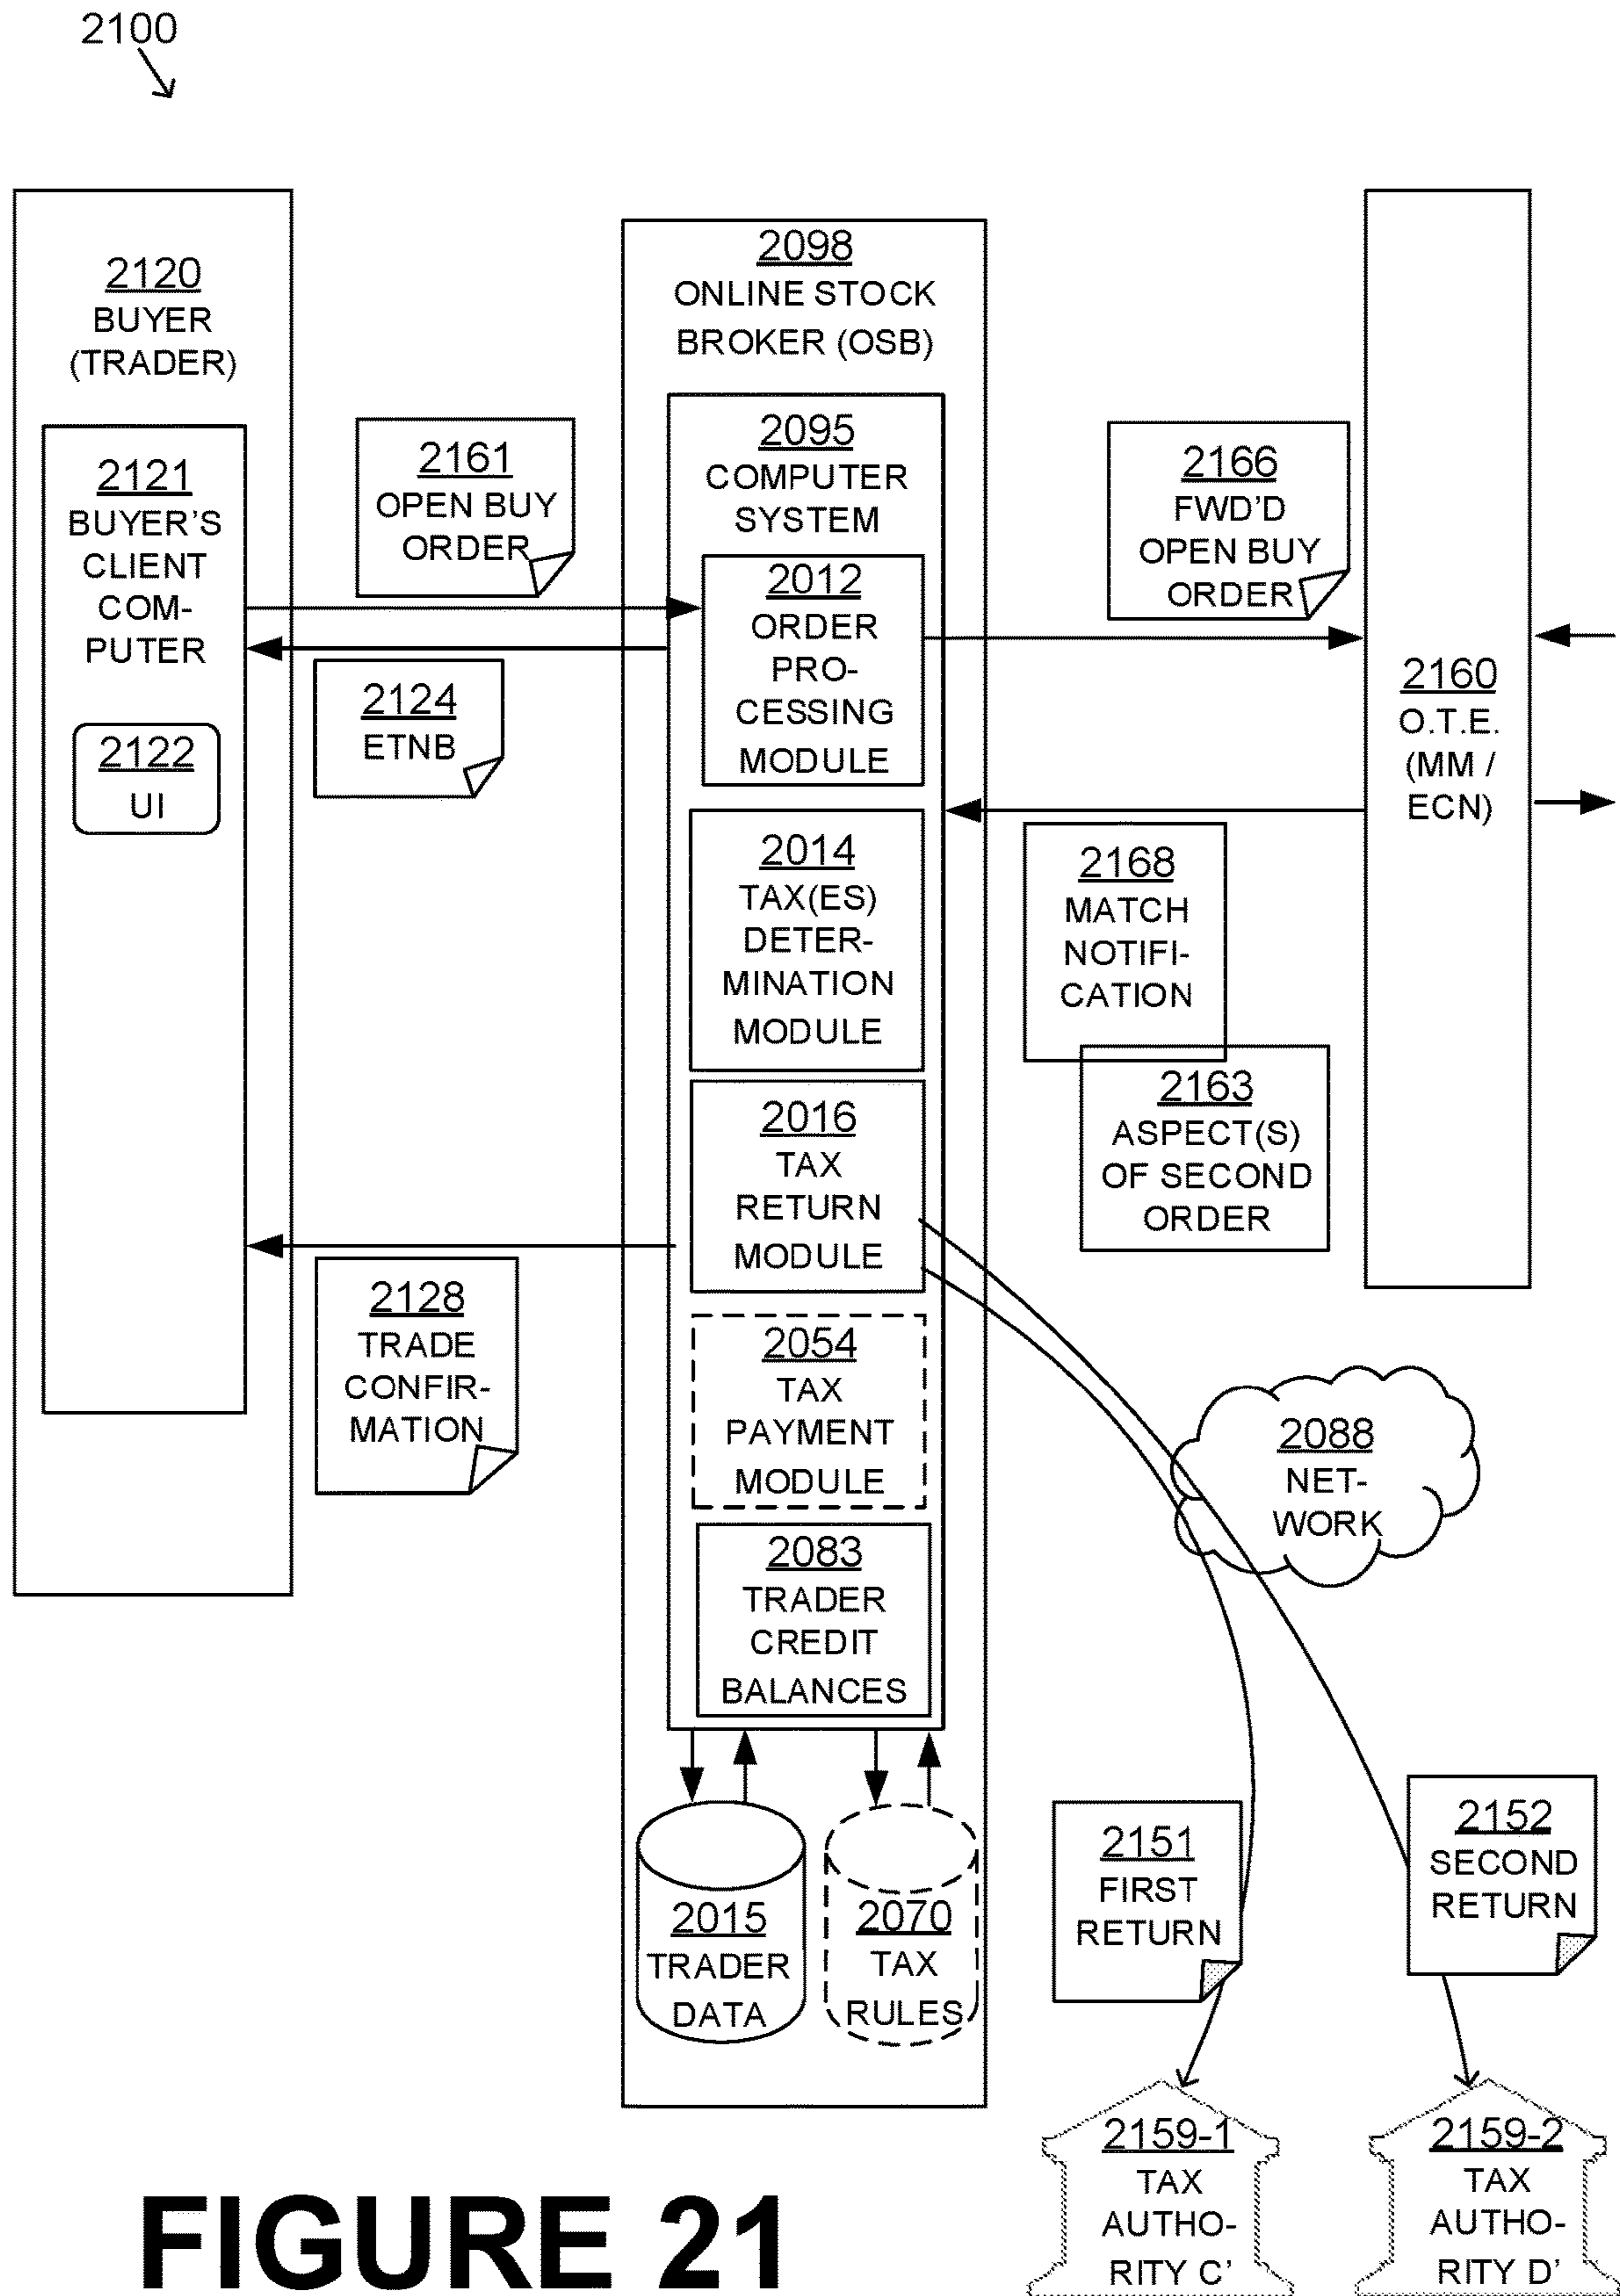 2100
2120
BUYER
(TRADER)
2121
BUYER'S
CLIENT
COM-
PUTER
2122
UI
2161
OPEN BUY
ORDER
2124
ETNB
2128
TRADE
CONFIR-
MATION
2098
ONLINE STOCK
BROKER (OSB)
2095
COMPUTER
SYSTEM
2012
ORDER
PRO-
CESSING
MODULE
2014
TAX(ES)
DETER-
MINATION
MODULE
2016
TAX
RETURN
MODULE
2054
TAX
PAYMENT
MODULE
2083
TRADER
CREDIT
BALANCES
2015
TRADER
DATA
2070
TAX
RULES
2166
FWD'D
OPEN BUY
ORDER
2168
MATCH
NOTIFI-
CATION
2163
ASPECT(S)
OF SECOND
ORDER
2160
O.T.E.
(MM /
ECN)
2088
NET-
WORK
2151
FIRST
RETURN
2152
SECOND
RETURN
2159-1
TAX
AUTHO-
RITY C'
2159-2
TAX
AUTHO-
RITY D'
FIGURE 21